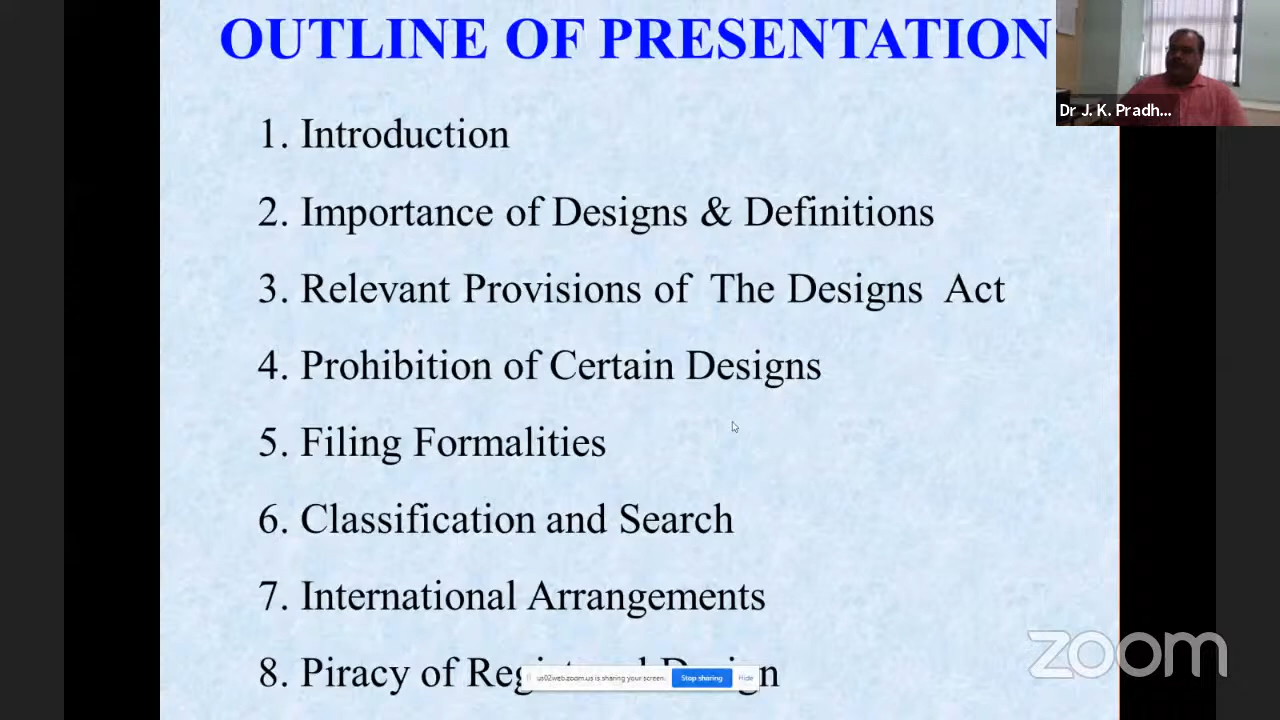 OUTLINE OF PRESENTATION
Dr J. K. Pradh...
1. Introduction
2. Importance of Designs & Definitions
3. Relevant Provisions of The Designs Act
4. Prohibition of Certain Designs
5. Filing Formalities
6. Classification and Search
7. International Arrangements
8. Piracy of Registered Design
us02web.zoom.us is sharing your screen. Stop sharing Hide
zoom